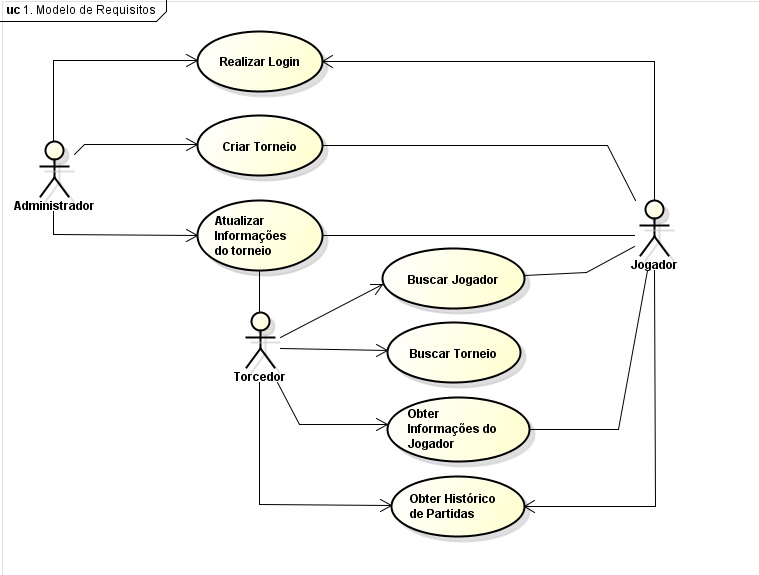 uc 1. Modelo de Requisitos
Realizar Login
Criar Torneio
Administrador
Atualizar
Informações
do torneio
Jogador
Buscar Jogador
Buscar Torneio
Torcedor
Obter
Informações do
Jogador
Obter Histórico
de Partidas